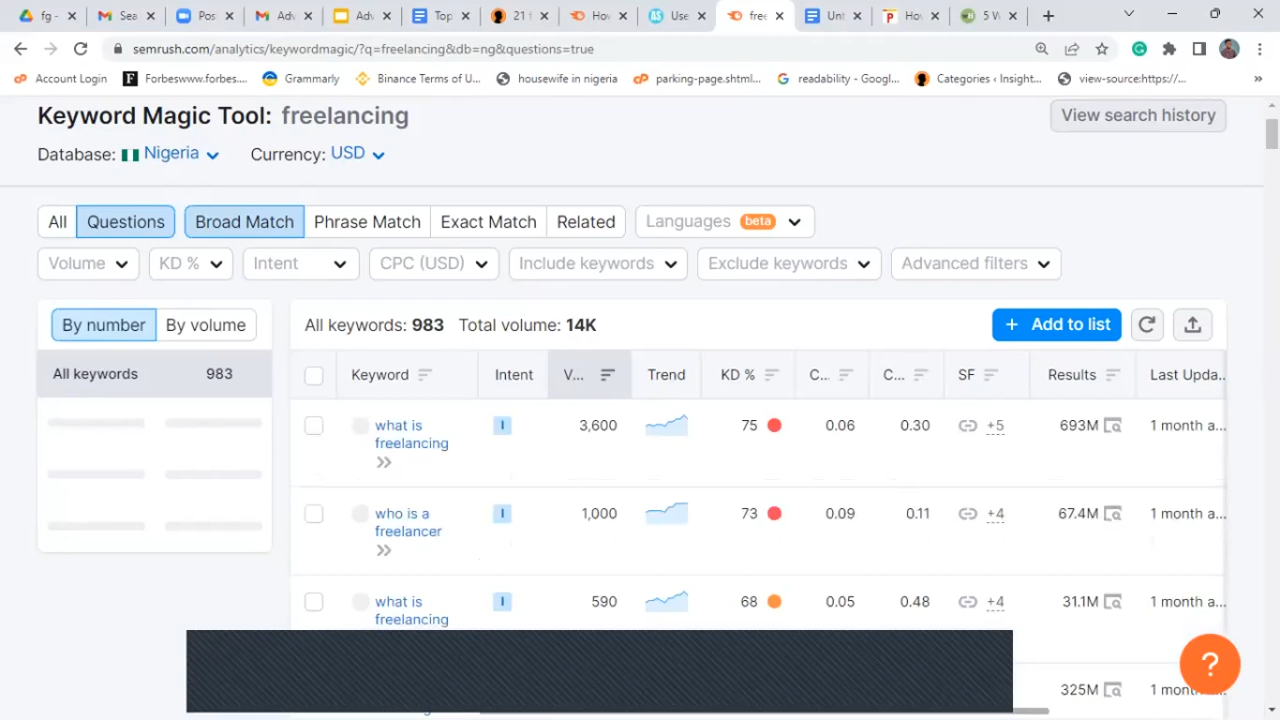 fg -
Sea
Pos
Adv
Adv
Top
21 f
How
Use
free
Unt
Ho
5 W
semrush.com/analytics/keywordmagic/?q=freelancing&db=ng&questions=true
Account Login
Forbeswww.forbes....
Grammarly
Binance Terms of U...
housewife in nigeria
parking-page.shtml...
readability - Googl...
Categories ‹ Insight...
view-source:https://...
»
Keyword Magic Tool: freelancing
View search history
Database: Nigeria Currency: USD
All Questions Broad Match Phrase Match Exact Match Related Languages beta
Volume KD % Intent CPC (USD) Include keywords Exclude keywords Advanced filters
By number By volume
All keywords: 983 Total volume: 14K
+ Add to list
All keywords 983
Keyword Intent V... Trend KD % C... C... SF Results Last Upda..
what is freelancing I 3,600 75 0.06 0.30 +5 693M 1 month a...
who is a freelancer I 1,000 73 0.09 0.11 +4 67.4M 1 month a...
what is freelancing I 590 68 0.05 0.48 +4 31.1M 1 month a...
325M
?